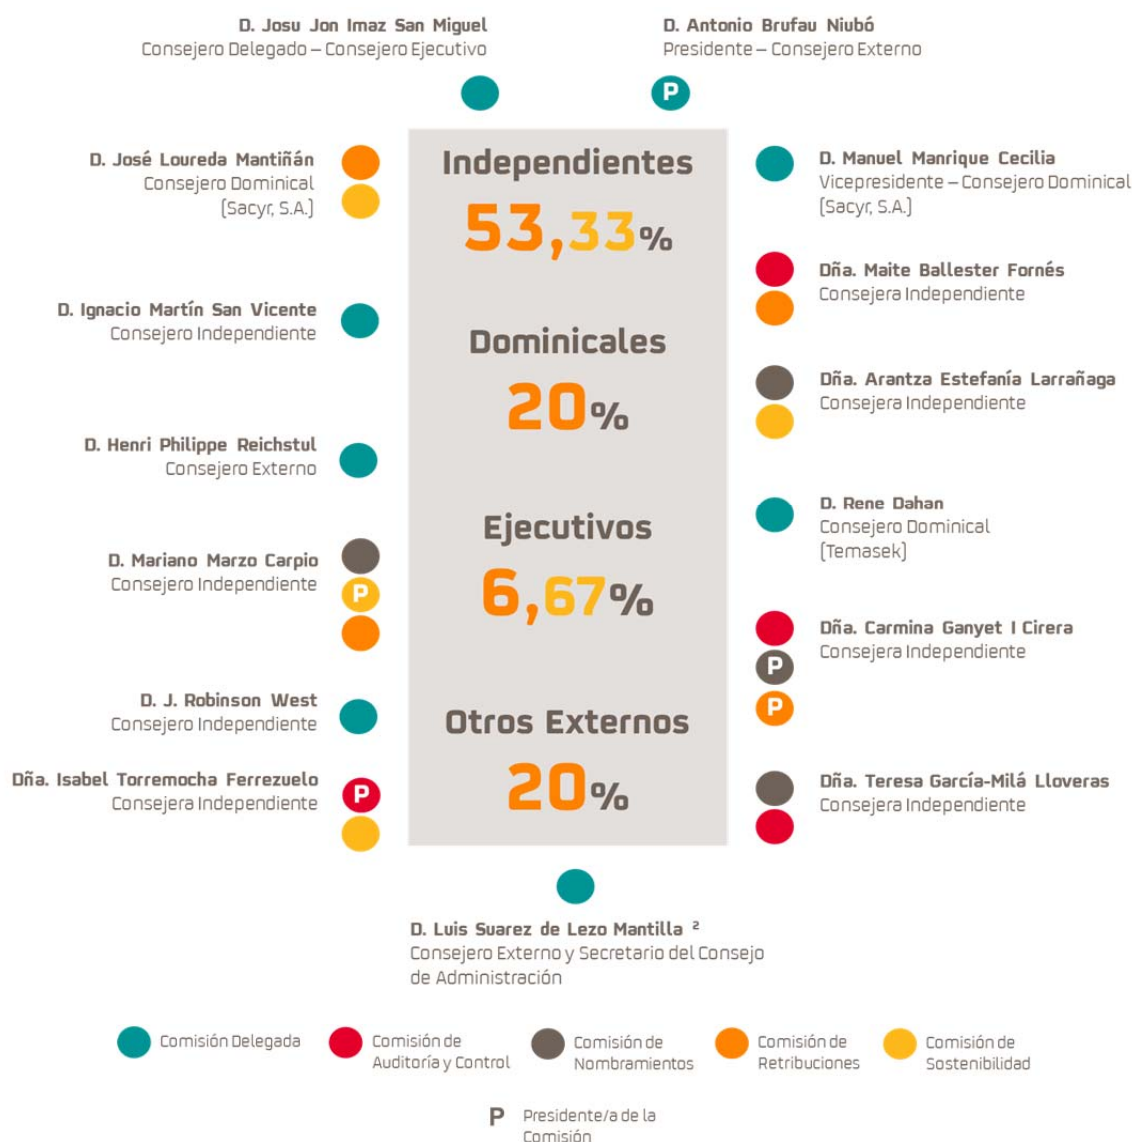 D. Josu Jon Imaz San Miguel
Consejero Delegado – Consejero Ejecutivo
D. Antonio Brufau Niubó
Presidente – Consejero Externo
P
D. José Loureda Mantiñán
Consejero Dominical
(Sacyr, S.A.)
D. Ignacio Martín San Vicente
Consejero Independiente
D. Henri Philippe Reichstul
Consejero Externo
D. Mariano Marzo Carpio
Consejero Independiente
P
D. J. Robinson West
Consejero Independiente
Dña. Isabel Torremocha Ferrezuelo
Consejera Independiente
P
Independientes
53,33%
Dominicales
20%
Ejecutivos
6,67%
Otros Externos
20%
D. Manuel Manrique Cecilia
Vicepresidente – Consejero Dominical
(Sacyr, S.A.)
Dña. Maite Ballester Fornés
Consejera Independiente
Dña. Arantza Estefanía Larrañaga
Consejera Independiente
D. Rene Dahan
Consejero Dominical
(Temasek)
Dña. Carmina Ganyet I Cirera
Consejera Independiente
P
P
Dña. Teresa García-Milá Lloveras
Consejera Independiente
D. Luis Suarez de Lezo Mantilla ²
Consejero Externo y Secretario del Consejo
de Administración
Comisión Delegada
Comisión de
Auditoría y Control
Comisión de
Nombramientos
Comisión de
Retribuciones
Comisión de
Sostenibilidad
P Presidente/a de la
Comisión